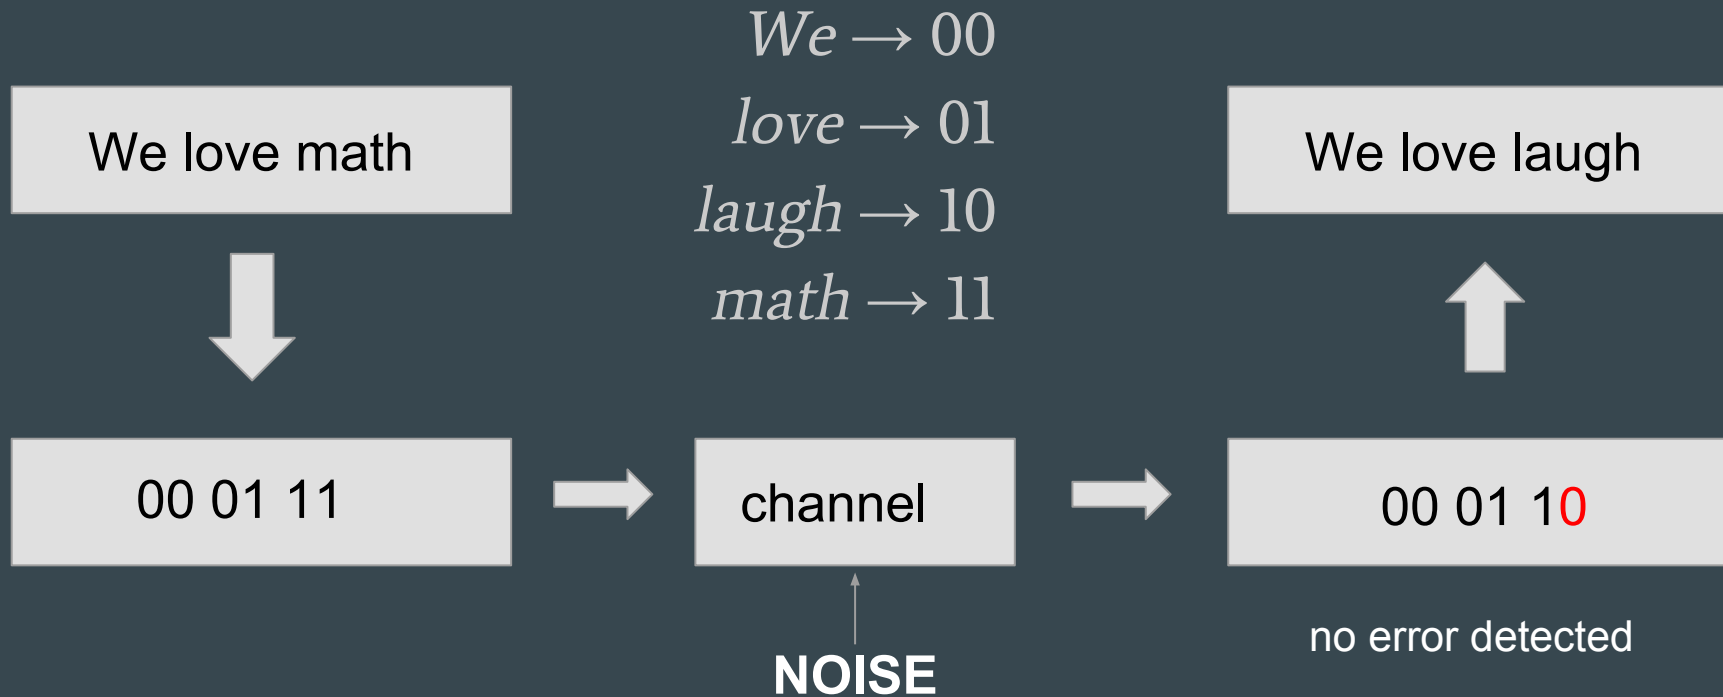 We → 00
love → 01
laugh → 10
math → 11
We love math
00 01 11
channel
NOISE
00 01 10
no error detected
We love laugh